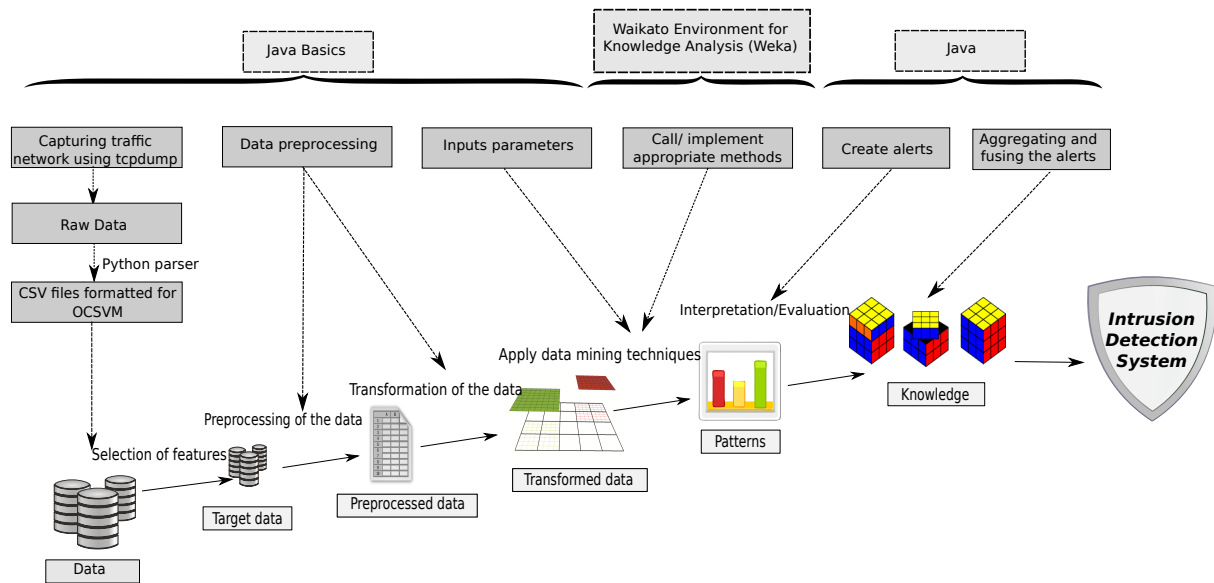 Java Basics
Waikato Environment for
Knowledge Analysis (Weka)
Java
Capturing traffic
network using tcpdump
Data preprocessing
Inputs parameters
Call/ implement
appropriate methods
Create alerts
Aggregating and
fusing the alerts
Raw Data
Python parser
CSV files formatted for
OCSVM
Interpretation/Evaluation
Intrusion
Detection
System
Apply data mining techniques
Transformation of the data
Knowledge
Preprocessing of the data
Patterns
Selection of features
Transformed data
Preprocessed data
Target data
Data